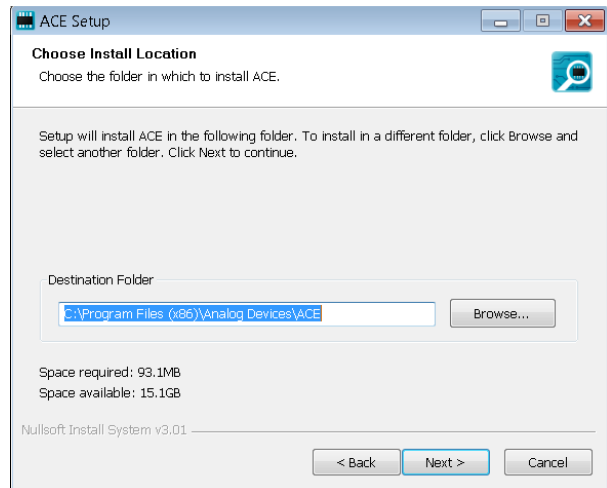 ACE Setup
Choose Install Location
Choose the folder in which to install ACE.
Setup will install ACE in the following folder. To install in a different folder, click Browse and
select another folder. Click Next to continue.
Destination Folder
C:\Program Files (x86)\Analog Devices\ACE
Browse...
Space required: 93.1MB
Space available: 15.1GB
Nullsoft Install System v3.01
< Back
Next >
Cancel